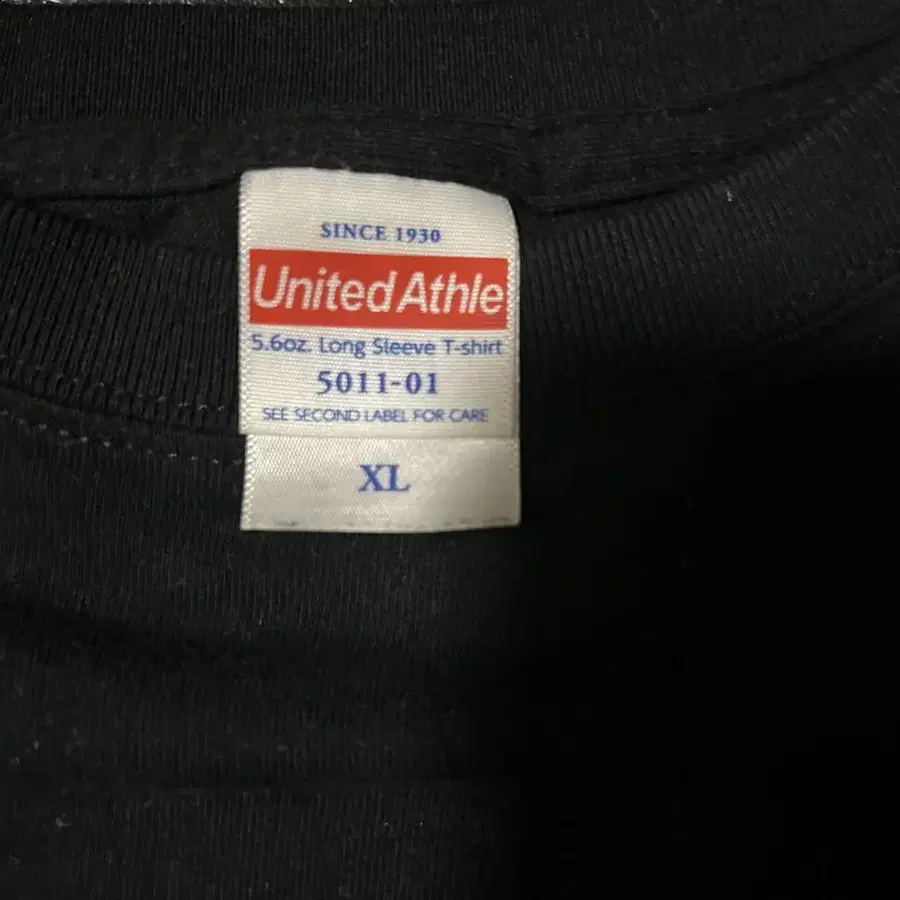 SINCE 1930
United Athle
5.6oz. Long Sleeve T-shirt
5011-01
SEE SECOND LABEL FOR CARE
XL